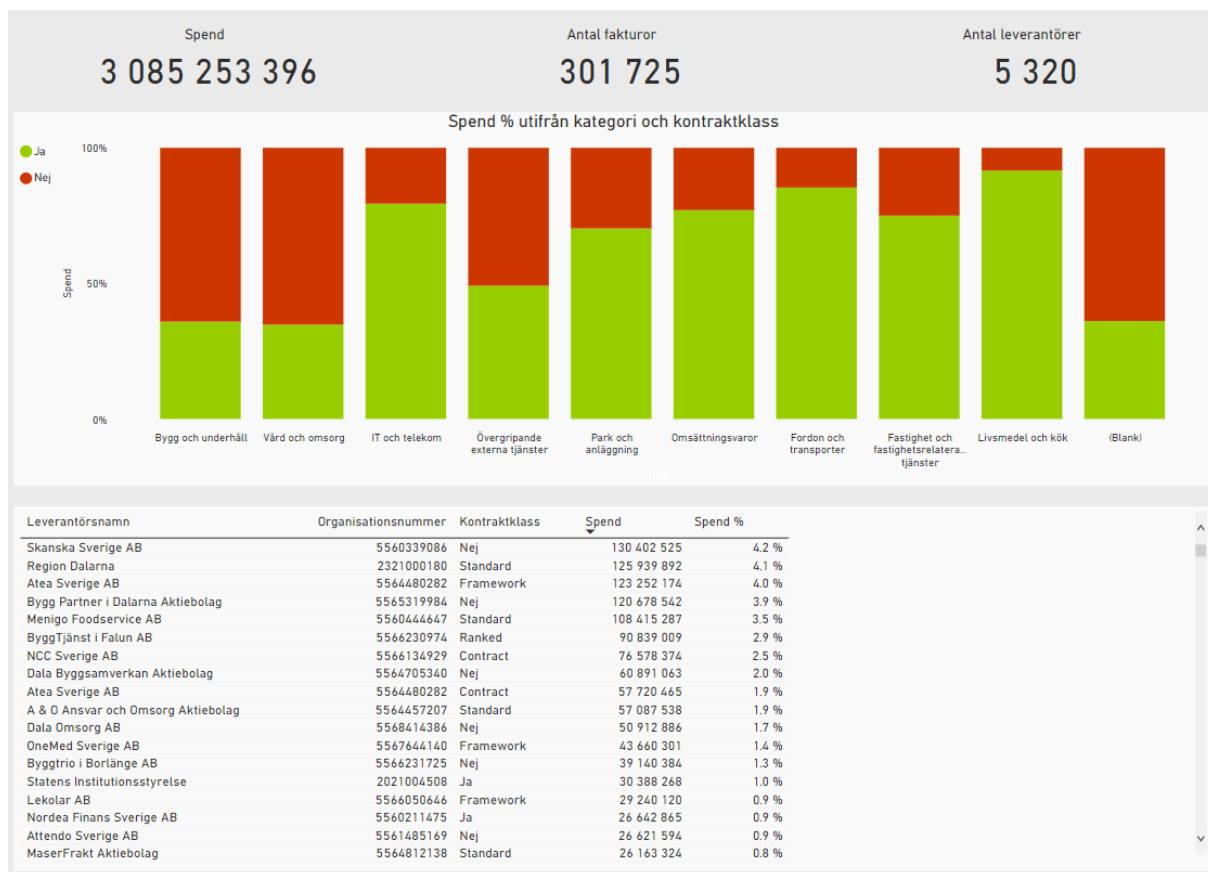 Spend
Antal fakturor
Antal leverantörer
3 085 253 396
301 725
5 320
Spend % utifrån kategori och kontraktklass
Ja
Nej
100%
50%
0%
Spend
Bygg och underhåll
Vård och omsorg
IT och telekom
Övergripande
externa tjänster
Park och
anläggning
Omsättningsvaror
Fordon och
transporter
Fastighet och
fastighetsrelatera...
tjänster
Livsmedel och kök
(Blank)
Leverantörsnamn Organisationsnummer Kontraktklass Spend Spend %
Skanska Sverige AB 5560339086 Nej 130 402 525 4.2 %
Region Dalarna 2321000180 Standard 125 939 892 4.1 %
Atea Sverige AB 5564480282 Framework 123 252 174 4.0 %
Bygg Partner i Dalarna Aktiebolag 5565319984 Nej 120 678 542 3.9 %
Menigo Foodservice AB 5560444647 Standard 108 415 287 3.5 %
ByggTjänst i Falun AB 5566230974 Ranked 90 839 009 2.9 %
NCC Sverige AB 5566134929 Contract 76 578 374 2.5 %
Dala Byggsamverkan Aktiebolag 5564705340 Nej 60 891 063 2.0 %
Atea Sverige AB 5564480282 Contract 57 720 465 1.9 %
A & O Ansvar och Omsorg Aktiebolag 5564457207 Standard 57 087 538 1.9 %
Dala Omsorg AB 5568414386 Nej 50 912 886 1.7 %
OneMed Sverige AB 5567644140 Framework 43 660 301 1.4 %
Byggtrio i Borlänge AB 5566231725 Nej 39 140 384 1.3 %
Statens Institutionsstyrelse 2021004508 Ja 30 388 268 1.0 %
Lekolar AB 5566050646 Framework 29 240 120 0.9 %
Nordea Finans Sverige AB 5560211475 Ja 26 642 865 0.9 %
Attendo Sverige AB 5561485169 Nej 26 621 594 0.9 %
MaserFrakt Aktiebolag 5564812138 Standard 26 163 324 0.8 %